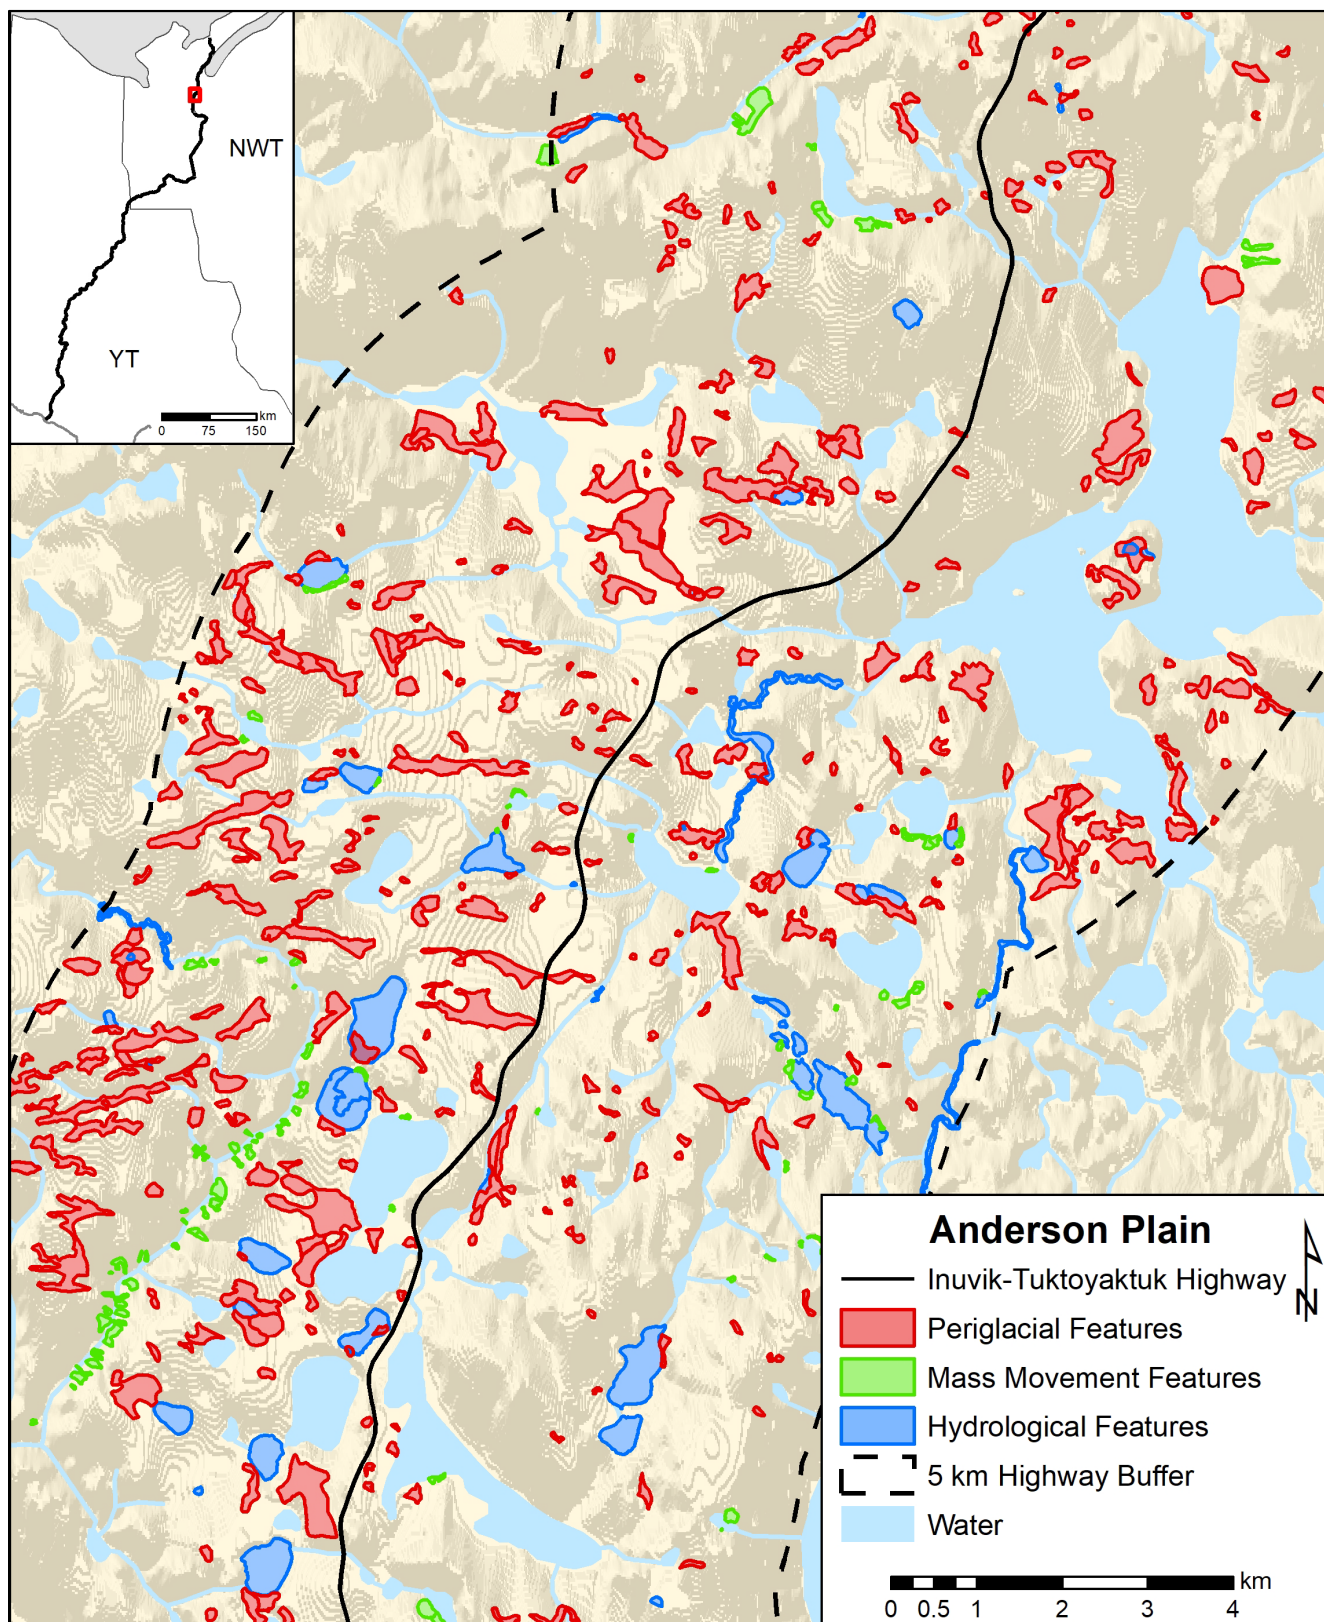 NWT
YT
km
0 75 150
Anderson Plain
Inuvik-Tuktoyaktuk Highway
Periglacial Features
Mass Movement Features
Hydrological Features
5 km Highway Buffer
Water
N
km
0 0.5 1 2 3 4